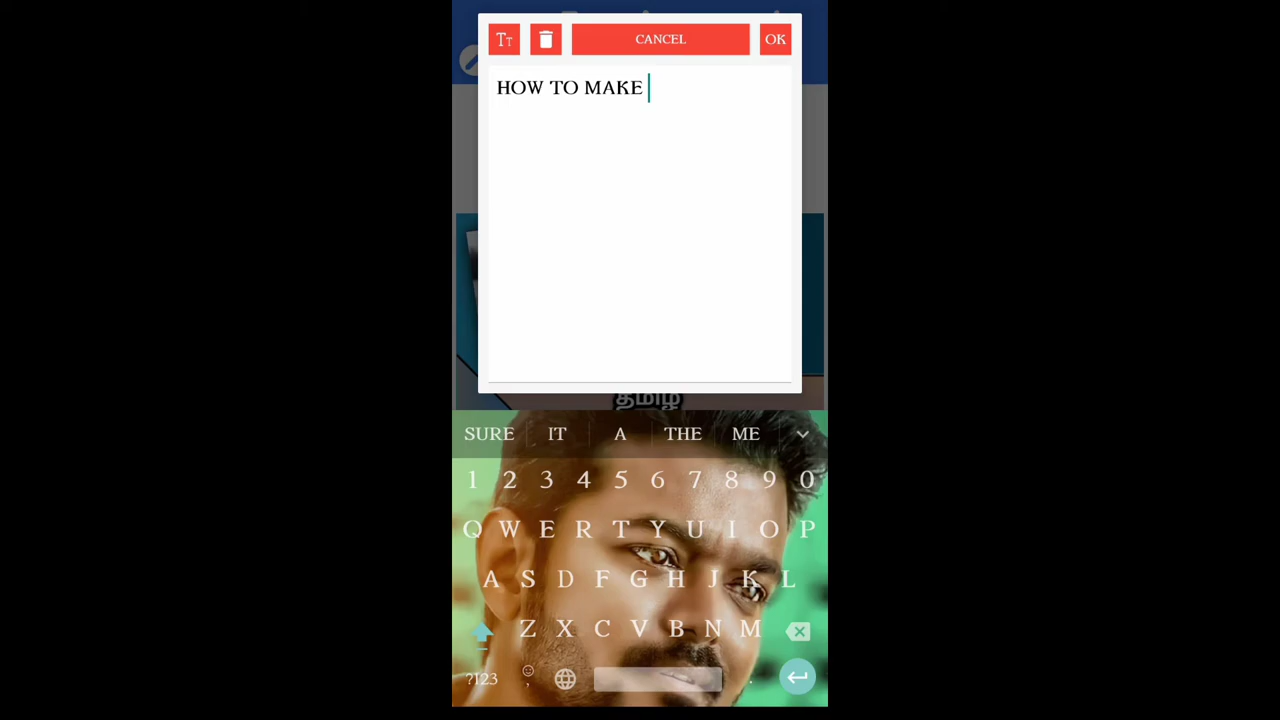 TT
CANCEL
OK
HOW TO MAKE
தமிழ்
SURE IT A THE ME
1 2 3 4 5 6 7 8 9 0
Q W E R T Y U I O P
A S D F G H J K L
Z X C V B N M
?123 , .